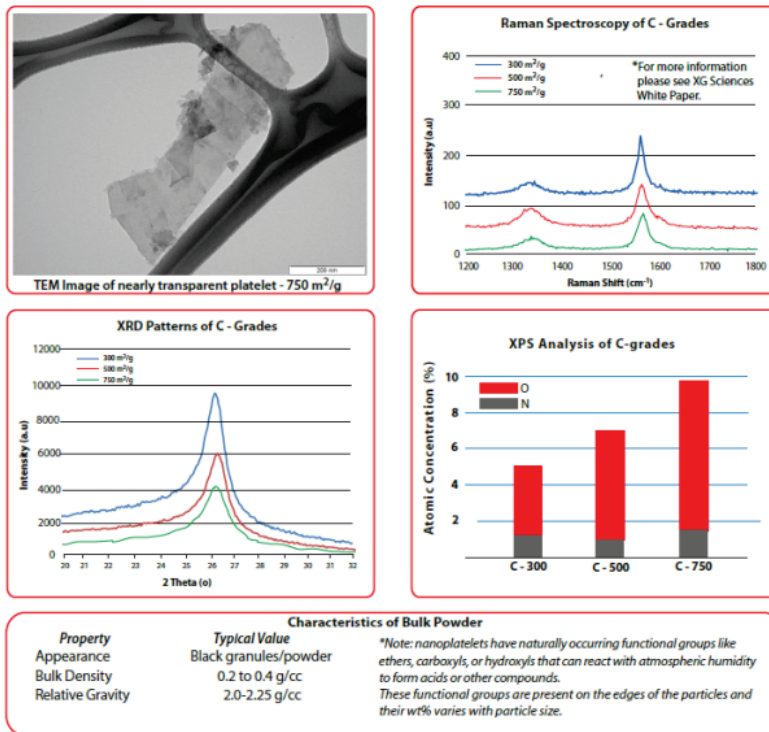 200 nm
TEM Image of nearly transparent platelet - 750 m²/g
Raman Spectroscopy of C - Grades
400
300
200
100
0
Intensity (a.u)
300 m²/g
500 m²/g
750 m²/g
*For more information
please see XG Sciences
White Paper.
1200 1300 1400 1500 1600 1700 1800
Raman Shift (cm⁻¹)
XRD Patterns of C - Grades
12000
10000
8000
6000
4000
2000
0
Intensity (a.u)
300 m²/g
500 m²/g
750 m²/g
20 21 22 23 24 25 26 27 28 29 30 31 32
2 Theta (o)
XPS Analysis of C-grades
Atomic Concentration (%)
10
8
6
4
2
O
N
C - 300 C - 500 C - 750
Characteristics of Bulk Powder
Property Typical Value
Appearance Black granules/powder
Bulk Density 0.2 to 0.4 g/cc
Relative Gravity 2.0-2.25 g/cc
*Note: nanoplatelets have naturally occurring functional groups like
ethers, carboxyls, or hydroxyls that can react with atmospheric humidity
to form acids or other compounds.
These functional groups are present on the edges of the particles and
their wt% varies with particle size.